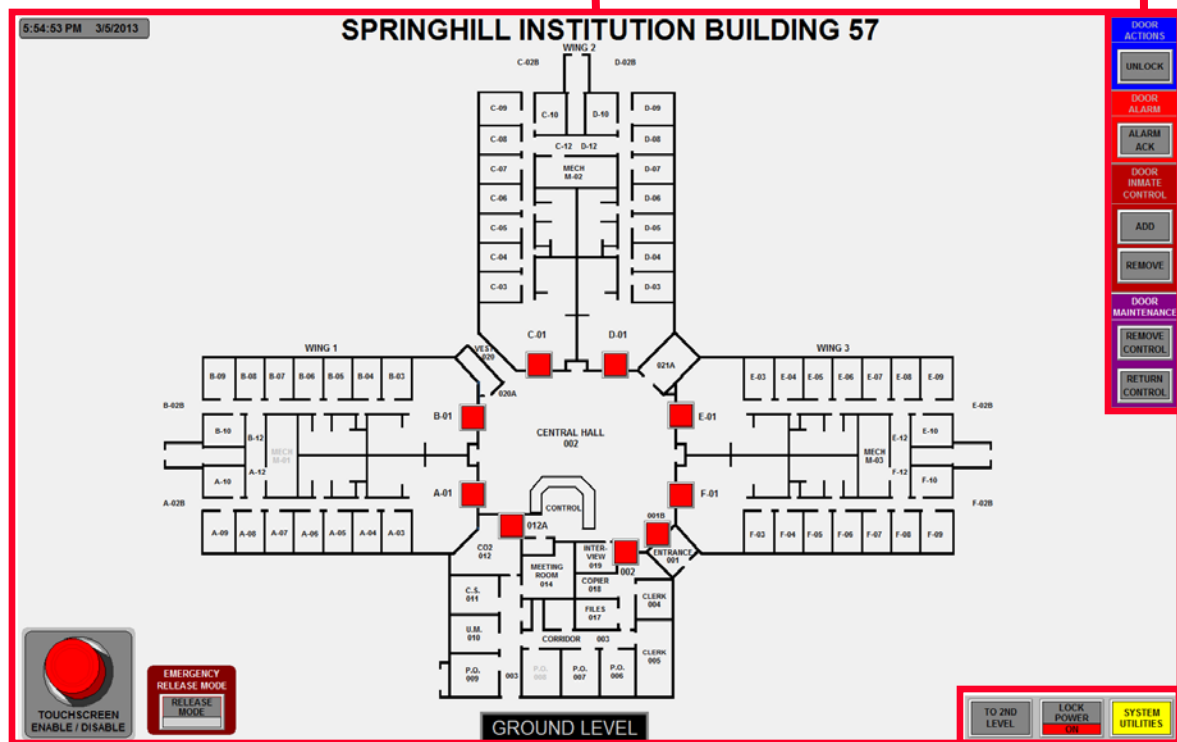 5:54:53 PM 3/5/2013
SPRINGHILL INSTITUTION BUILDING 57
WING 2
C-02B D-02B
C-09 C-10 D-10 D-09
C-08 D-08
C-12 D-12
C-07 MECH D-07
M-02
C-06 D-06
C-05 D-05
C-04 D-04
C-03 D-03
C-01 D-01
WING 1
VEST
020
020A
021A
WING 3
B-09 B-08 B-07 B-06 B-05 B-04 B-03
E-03 E-04 E-05 E-06 E-07 E-08 E-09
B-02B
E-02B
B-01
E-01
B-10
B-12
E-12
E-10
CENTRAL HALL
002
MECH
M-01
MECH
M-03
A-12
F-12
A-10
F-10
A-02B
F-02B
A-01
F-01
CONTROL
012A
001B
A-09 A-08 A-07 A-06 A-05 A-04 A-03
F-03 F-04 F-05 F-06 F-07 F-08 F-09
CO2
012
INTER-
VIEW
019
002
ENTRANCE
001
MEETING
ROOM
014
COPIER
018
C.S.
011
CLERK
004
FILES
017
U.M.
010
CORRIDOR 003
CLERK
005
P.O.
009
003
P.O.
008
P.O.
007
P.O.
006
GROUND LEVEL
TOUCHSCREEN
ENABLE / DISABLE
EMERGENCY
RELEASE MODE
RELEASE
MODE
DOOR
ACTIONS
UNLOCK
DOOR
ALARM
ALARM
ACK
DOOR
INMATE
CONTROL
ADD
REMOVE
DOOR
MAINTENANCE
REMOVE
CONTROL
RETURN
CONTROL
TO 2ND
LEVEL
LOCK
POWER
ON
SYSTEM
UTILITIES